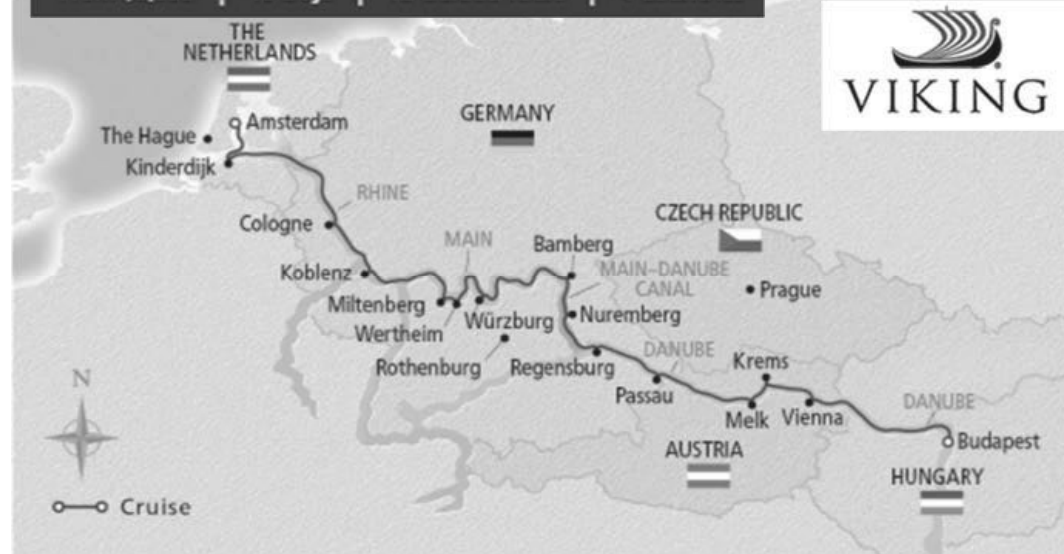 THE
NETHERLANDS
VIKING
GERMANY
Amsterdam
The Hague
Kinderdijk
RHINE
CZECH REPUBLIC
Cologne
MAIN
Bamberg
MAIN-DANUBE
CANAL
Koblenz
Prague
Miltenberg
Nuremberg
Würzburg
Wertheim
Rothenburg
Regensburg
DANUBE
Krems
Passau
Melk
Vienna
DANUBE
Budapest
AUSTRIA
HUNGARY
N
Cruise